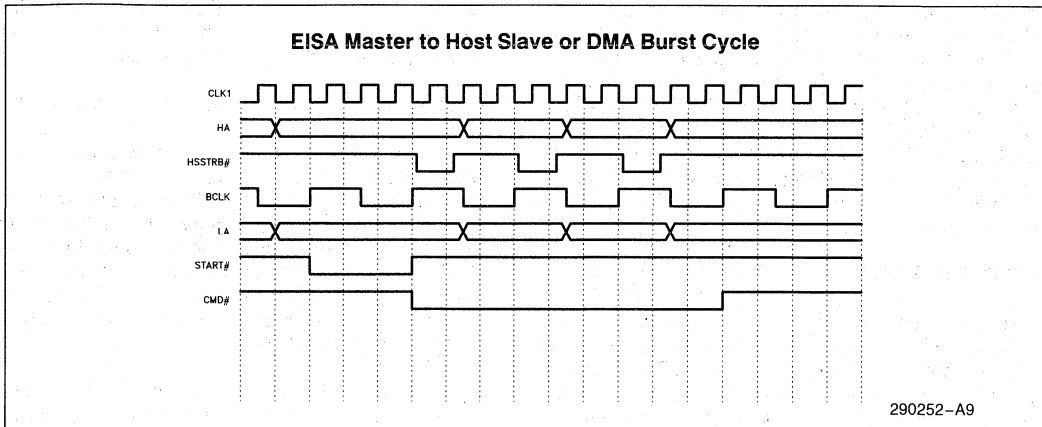 EISA Master to Host Slave or DMA Burst Cycle
CLK1
HA
HSSTRB#
BCLK
LA
START#
CMD#
290252-A9